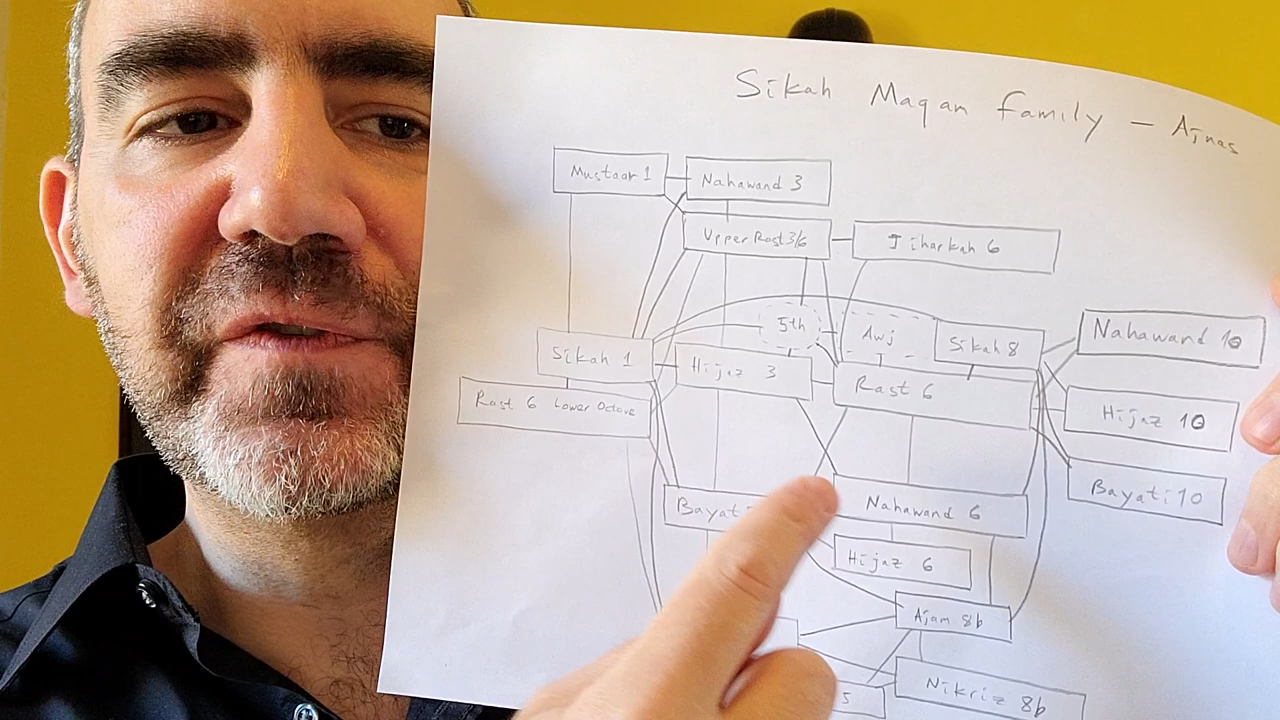 Sikah Maqam Family - Ajnas
Mustaar 1
Nahawand 3
Upper Rast 3/6
Jiharkah 6
5th
Awj
Sikah 8
Nahawand 10
Sikah 1
Hijaz 3
Rast 6
Hijaz 10
Rast 6 Lower Octave
Bayati 10
Bayati
Nahawand 6
Hijaz 6
Ajam 8b
Nikriz 8b
5